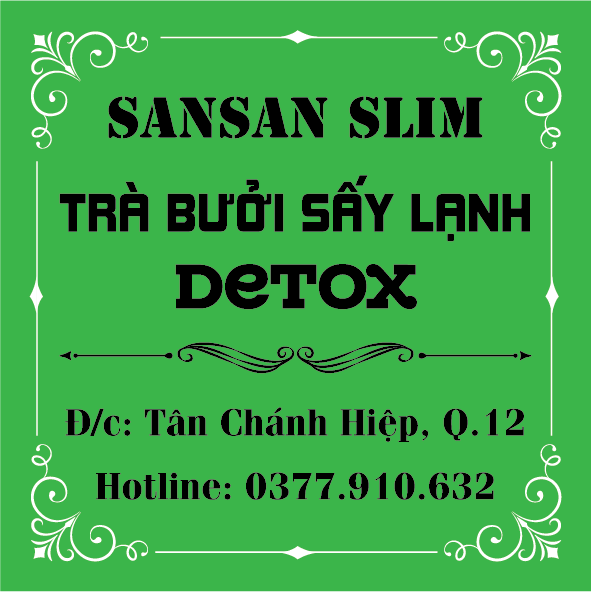 SANSAN SLIM
TRÀ BƯỞI SẤY LẠNH
DeTOX
Đ/c: Tân Chánh Hiệp, Q.12
Hotline: 0377.910.632